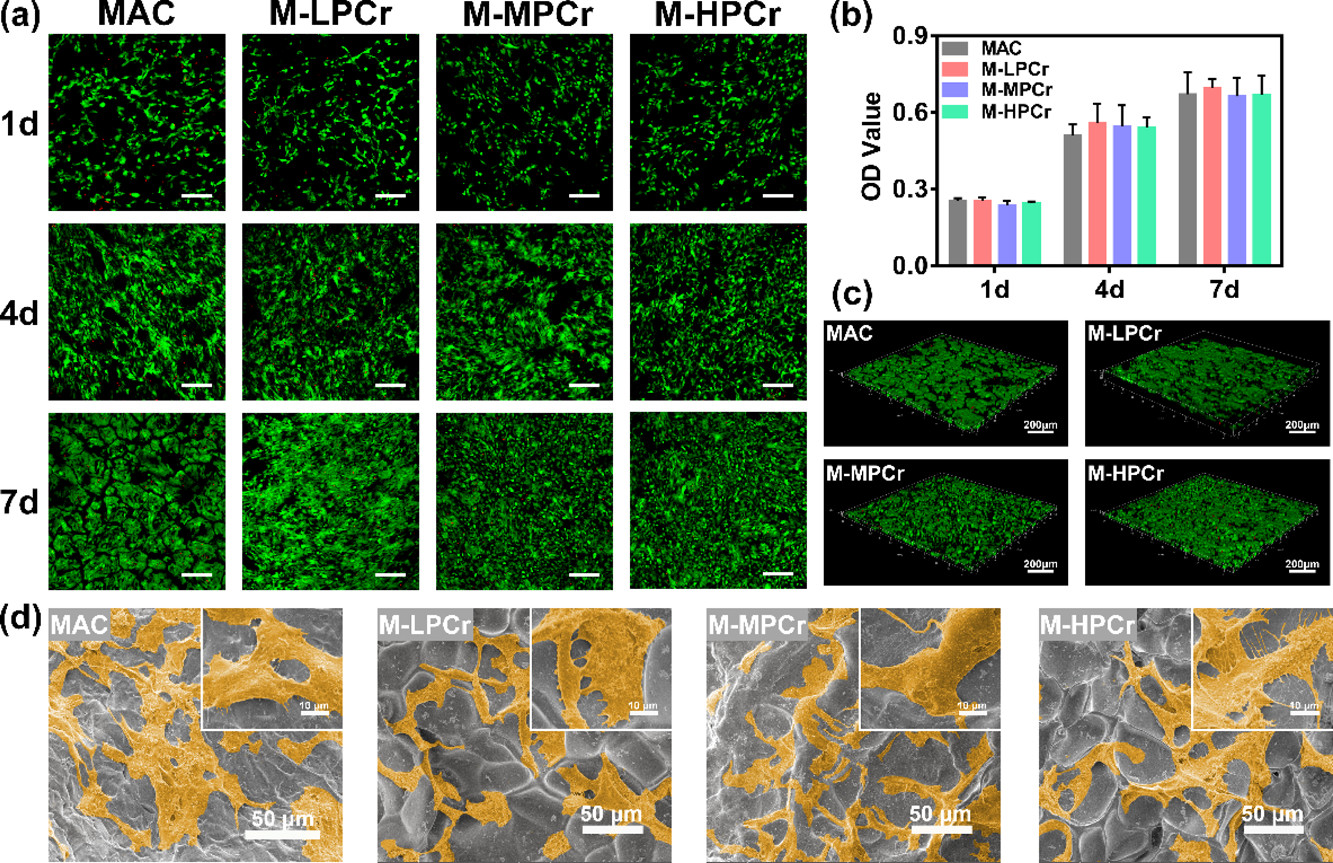 (a)
MAC M-LPCr M-MPCr M-HPCr
1d
4d
7d
(b)
0.9
0.6
0.3
0.0
OD Value
MAC
M-LPCr
M-MPCr
M-HPCr
1d 4d 7d
(c)
MAC
200μm
M-LPCr
200μm
M-MPCr
200μm
M-HPCr
200μm
(d)
MAC
10 μm
50 μm
M-LPCr
10 μm
50 μm
M-MPCr
10 μm
50 μm
M-HPCr
10 μm
50 μm